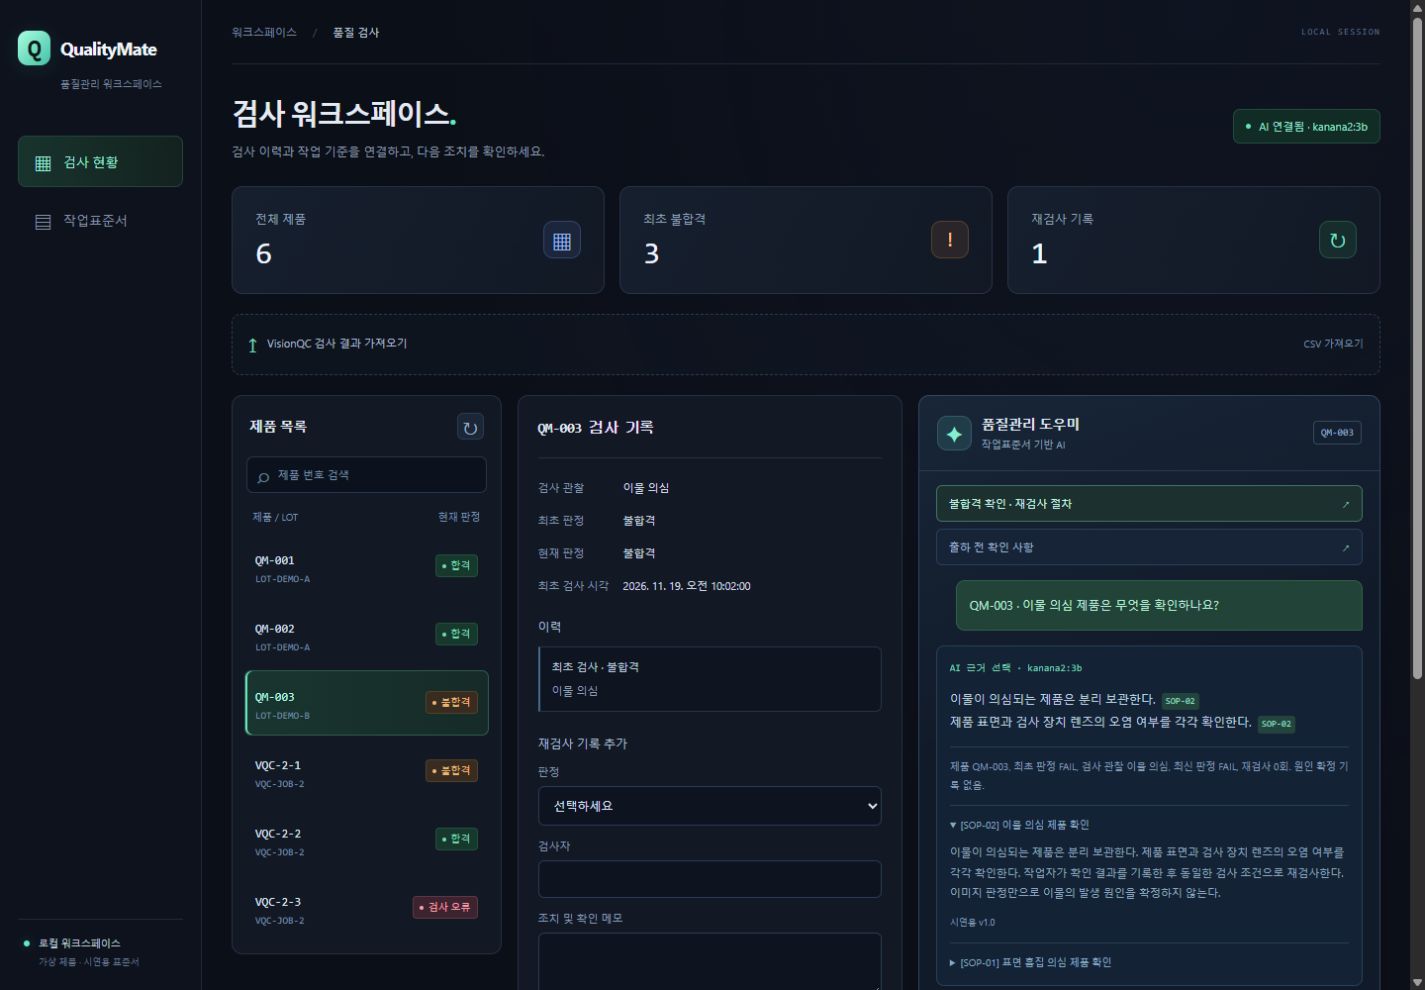 Q QualityMate
품질관리 워크스페이스
검사 현황
작업표준서
로컬 워크스페이스
가상 제품 · 시연용 표준서
워크스페이스 / 품질 검사
LOCAL SESSION
검사 워크스페이스.
검사 이력과 작업 기준을 연결하고, 다음 조치를 확인하세요.
AI 연결됨 · kanana2:3b
전체 제품
6
최초 불합격
3
!
재검사 기록
1
VisionQC 검사 결과 가져오기
CSV 가져오기
제품 목록
제품 번호 검색
제품 / LOT 현재 판정
QM-001
LOT-DEMO-A
합격
QM-002
LOT-DEMO-A
합격
QM-003
LOT-DEMO-B
불합격
VQC-2-1
VQC-JOB-2
불합격
VQC-2-2
VQC-JOB-2
합격
VQC-2-3
VQC-JOB-2
검사 오류
QM-003 검사 기록
검사 관찰 이물 의심
최초 판정 불합격
현재 판정 불합격
최초 검사 시각 2026. 11. 19. 오전 10:02:00
이력
최초 검사 · 불합격
이물 의심
재검사 기록 추가
판정
선택하세요
검사자
조치 및 확인 메모
품질관리 도우미
작업표준서 기반 AI
QM-003
불합격 확인 · 재검사 절차
출하 전 확인 사항
QM-003 · 이물 의심 제품은 무엇을 확인하나요?
AI 근거 선택 · kanana2:3b
이물이 의심되는 제품은 분리 보관한다. SOP-02
제품 표면과 검사 장치 렌즈의 오염 여부를 각각 확인한다. SOP-02
제품 QM-003, 최초 판정 FAIL, 검사 관찰 이물 의심, 최신 판정 FAIL, 재검사 0회. 원인 확정 기
록 없음.
▼ [SOP-02] 이물 의심 제품 확인
이물이 의심되는 제품은 분리 보관한다. 제품 표면과 검사 장치 렌즈의 오염 여부를
각각 확인한다. 작업자가 확인 결과를 기록한 후 동일한 검사 조건으로 재검사한다.
이미지 판정만으로 이물의 발생 원인을 확정하지 않는다.
시연용 v1.0
▶ [SOP-01] 표면 흠집 의심 제품 확인